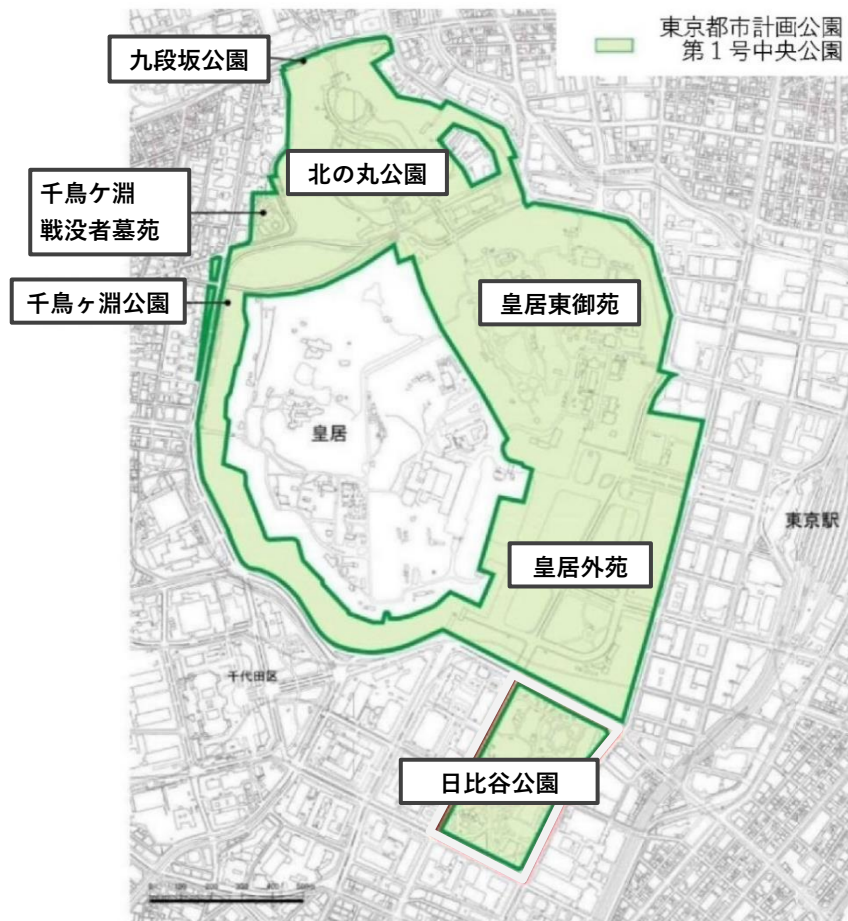 東京都市計画公園
第1号中央公園
九段坂公園
北の丸公園
千鳥ケ淵
戦没者墓苑
千鳥ヶ淵公園
皇居東御苑
皇居
東京駅
皇居外苑
千代田区
日比谷公園